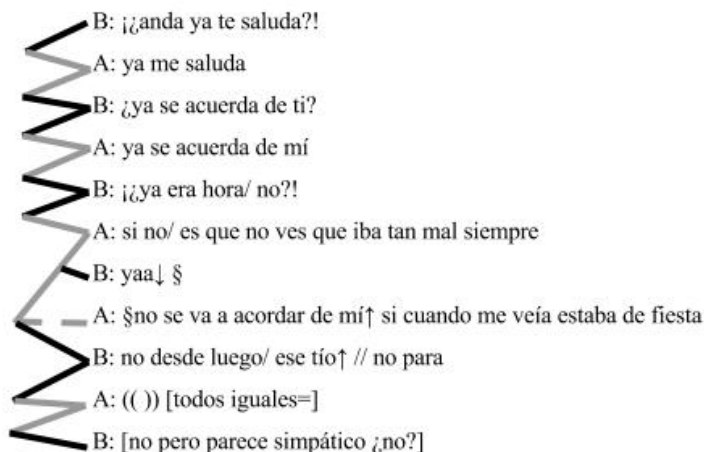 B: ¡¿anda ya te saluda?!
A: ya me saluda
B: ¿ya se acuerda de ti?
A: ya se acuerda de mí
B: ¡¿ya era hora/ no?!
A: si no/ es que no ves que iba tan mal siempre
B: yaa↓ §
A: §no se va a acordar de mí↑ si cuando me veía estaba de fiesta
B: no desde luego/ ese tío↑ // no para
A: (( )) [todos iguales=]
B: [no pero parece simpático ¿no?]